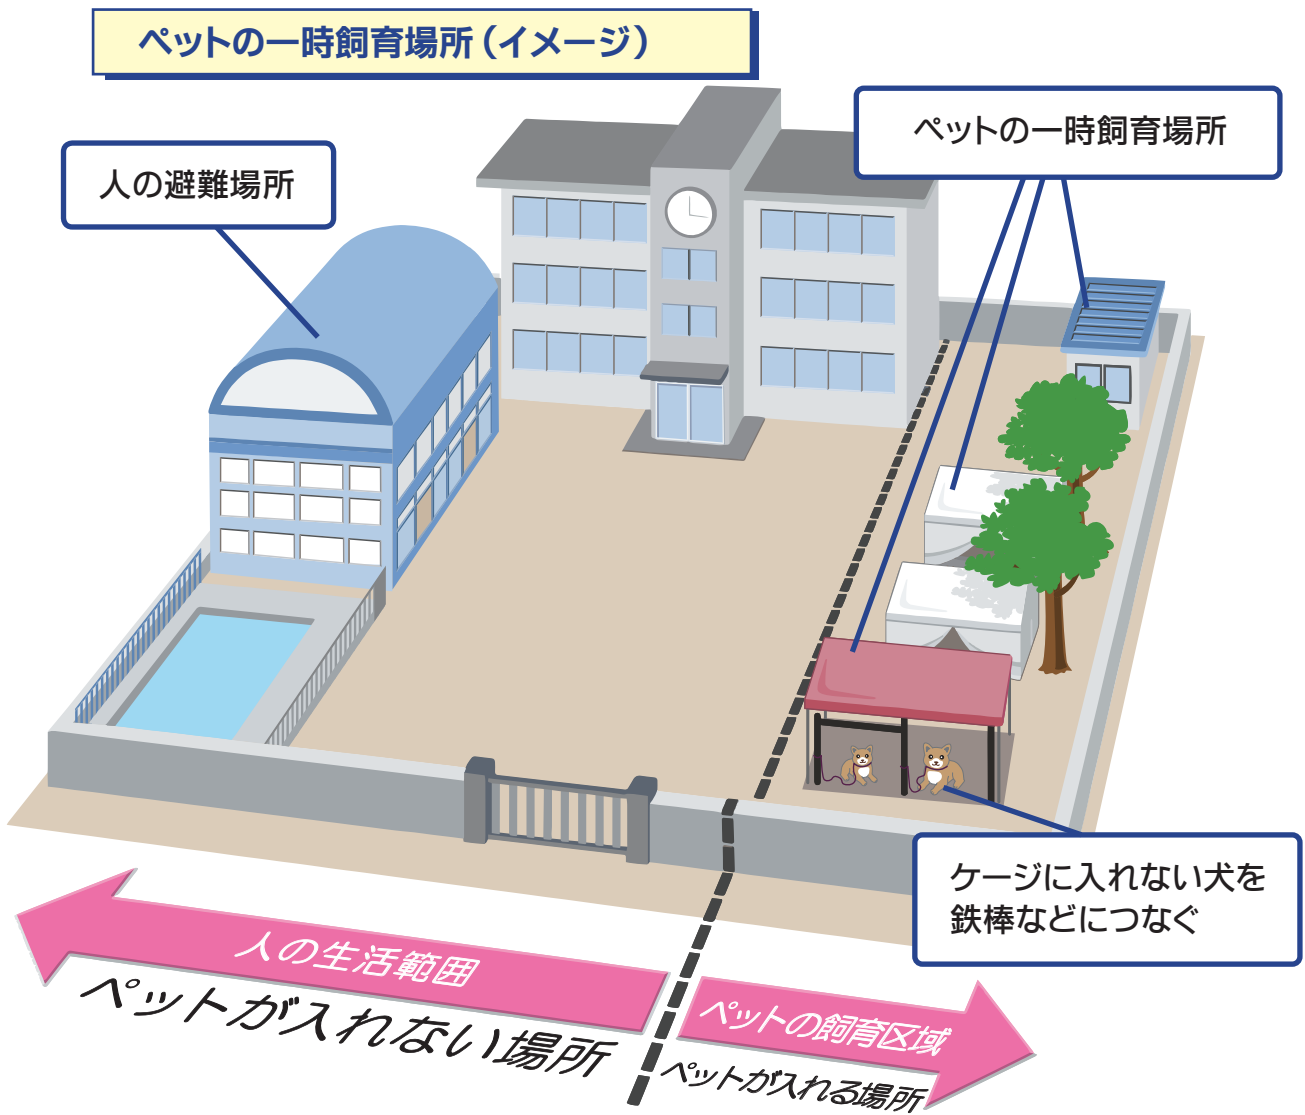 ペットの一時飼育場所（イメージ）
ペットの一時飼育場所
人の避難場所
ケージに入れない犬を
鉄棒などにつなぐ
人の生活範囲
ペットが入れない場所
ペットの飼育区域
ペットが入れる場所